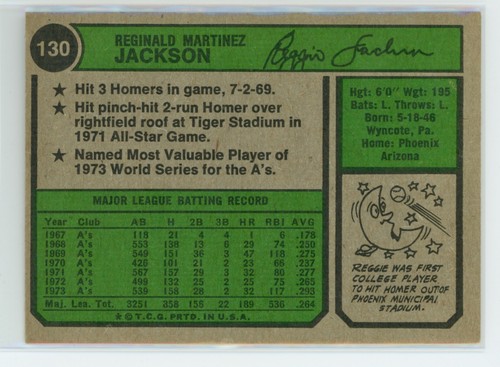 130
REGINALD MARTINEZ
JACKSON
Reggie Jackson
★ Hit 3 Homers in game, 7-2-69.
★ Hit pinch-hit 2-run Homer over
rightfield roof at Tiger Stadium in
1971 All-Star Game.
★ Named Most Valuable Player of
1973 World Series for the A's.
Hgt: 6'0" Wgt: 195
Bats: L. Throws: L.
Born: 5-18-46
Wyncote, Pa.
Home: Phoenix
Arizona
MAJOR LEAGUE BATTING RECORD
Year Club AB H 2B 3B HR RBI AVG
1967 A's 118 21 4 4 1 6 .178
1968 A's 553 138 13 6 29 74 .250
1969 A's 549 151 36 3 47 118 .275
1970 A's 426 101 21 2 23 66 .237
1971 A's 567 157 29 3 32 80 .277
1972 A's 499 132 25 2 25 75 .265
1973 A's 539 158 28 2 32 117 .293
Maj. Lea. Tot. 3251 858 156 22 189 536 .264
★ © T.C.G. PRTD. IN U.S.A.
REGGIE WAS FIRST
COLLEGE PLAYER
TO HIT HOMER OUT OF
PHOENIX MUNICIPAL
STADIUM.